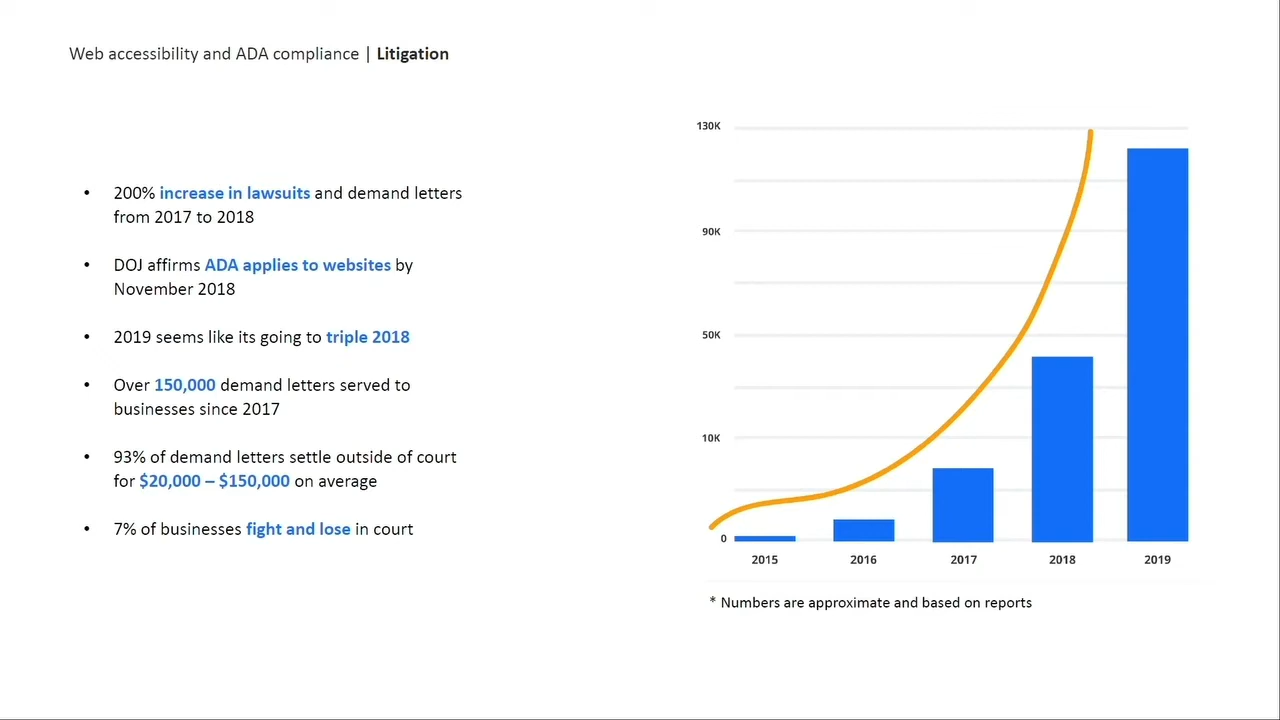 Web accessibility and ADA compliance | Litigation
• 200% increase in lawsuits and demand letters
from 2017 to 2018
• DOJ affirms ADA applies to websites by
November 2018
• 2019 seems like its going to triple 2018
• Over 150,000 demand letters served to
businesses since 2017
• 93% of demand letters settle outside of court
for $20,000 – $150,000 on average
• 7% of businesses fight and lose in court
130K
90K
50K
10K
0
2015 2016 2017 2018 2019
* Numbers are approximate and based on reports